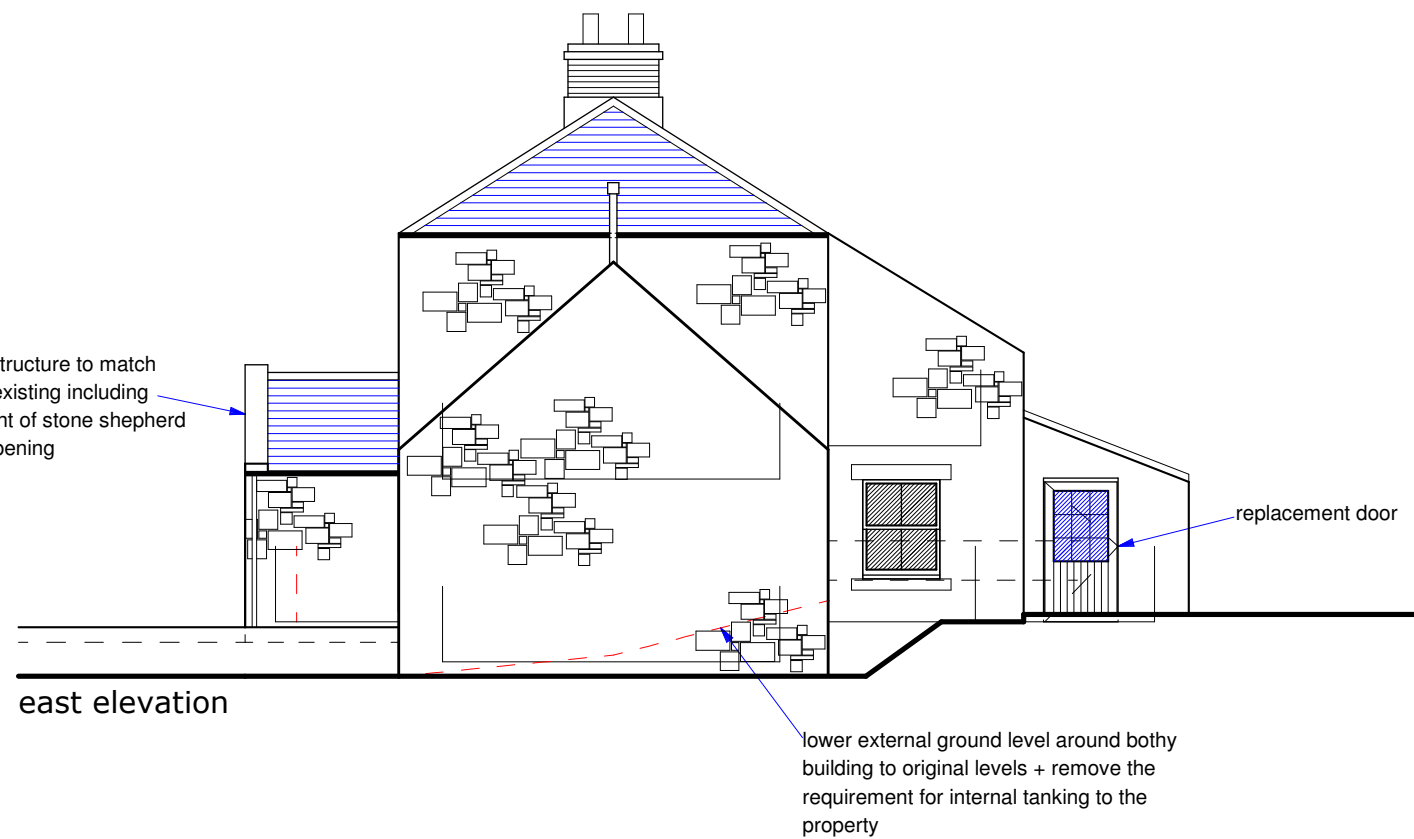 tructure to match
existing including
nt of stone shepherd
pening
replacement door
east elevation
lower external ground level around bothy
building to original levels + remove the
requirement for internal tanking to the
property